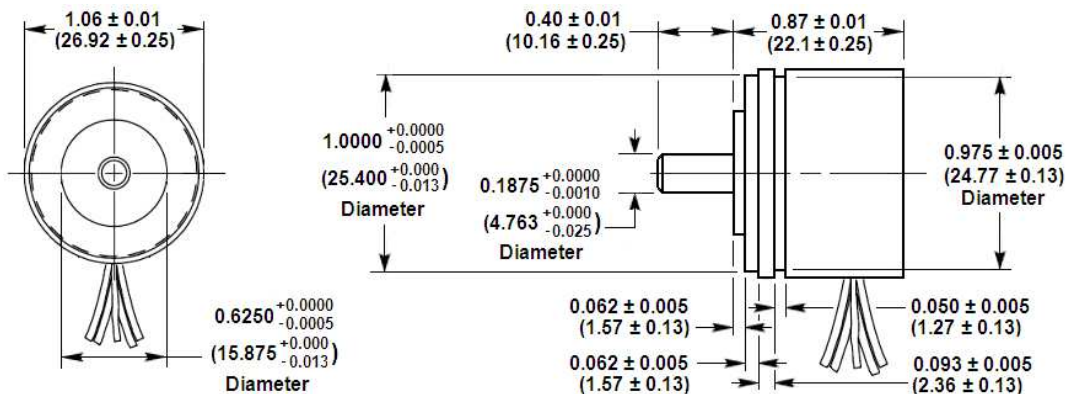 1.06 ± 0.01
(26.92 ± 0.25)
0.6250 +0.0000
-0.0005
(15.875 +0.000
-0.013)
Diameter
0.40 ± 0.01
(10.16 ± 0.25)
0.87 ± 0.01
(22.1 ± 0.25)
1.0000 +0.0000
-0.0005
(25.400 +0.000
-0.013)
Diameter
0.1875 +0.0000
-0.0010
(4.763 +0.000
-0.025)
Diameter
0.975 ± 0.005
(24.77 ± 0.13)
Diameter
0.062 ± 0.005
(1.57 ± 0.13)
0.050 ± 0.005
(1.27 ± 0.13)
0.062 ± 0.005
(1.57 ± 0.13)
0.093 ± 0.005
(2.36 ± 0.13)